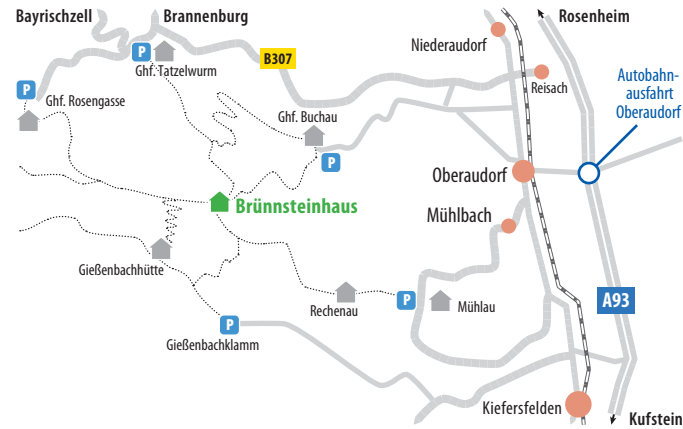 Bayrischzell
Brannenburg
Rosenheim
P
Niederaudorf
B307
Ghf. Tatzelwurm
Autobahn-
ausfahrt
Oberaudorf
P
Reisach
Ghf. Rosengasse
Ghf. Buchau
P
Oberaudorf
Brünnsteinhaus
Mühlbach
Gießenbachhütte
P
A93
Rechenau
Mühlau
P
Gießenbachklamm
Kiefersfelden
Kufstein